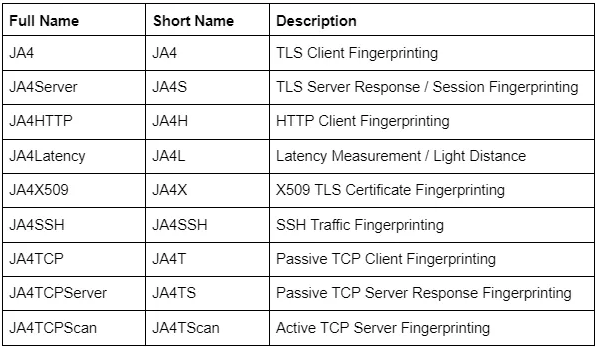 Full Name Short Name Description
JA4 JA4 TLS Client Fingerprinting
JA4Server JA4S TLS Server Response / Session Fingerprinting
JA4HTTP JA4H HTTP Client Fingerprinting
JA4Latency JA4L Latency Measurement / Light Distance
JA4X509 JA4X X509 TLS Certificate Fingerprinting
JA4SSH JA4SSH SSH Traffic Fingerprinting
JA4TCP JA4T Passive TCP Client Fingerprinting
JA4TCPServer JA4TS Passive TCP Server Response Fingerprinting
JA4TCPScan JA4TScan Active TCP Server Fingerprinting